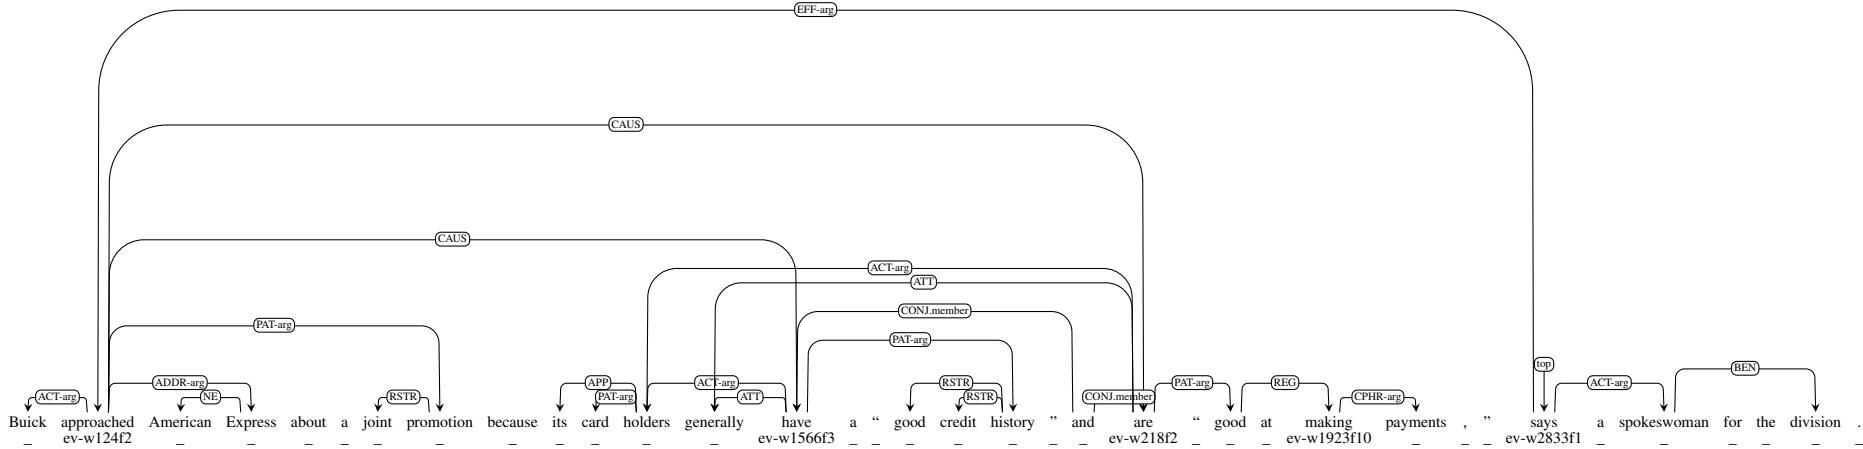 EFF-arg
CAUS
CAUS
ACT-arg
ATT
CONJ.member
PAT-arg
PAT-arg
top
BEN
ADDR-arg APP ACT-arg RSTR PAT-arg REG ACT-arg
ACT-arg NE RSTR PAT-arg ATT RSTR CONJ.member CPHR-arg
Buick approached American Express about a joint promotion because its card holders generally have a “ good credit history ” and are “ good at making payments , ” says a spokeswoman for the division .
_ ev-w124f2 _ _ _ _ _ _ _ _ _ _ _ ev-w1566f3 _ _ _ _ _ _ _ ev-w218f2 _ _ _ ev-w1923f10 _ _ _ ev-w2833f1 _ _ _ _ _ _